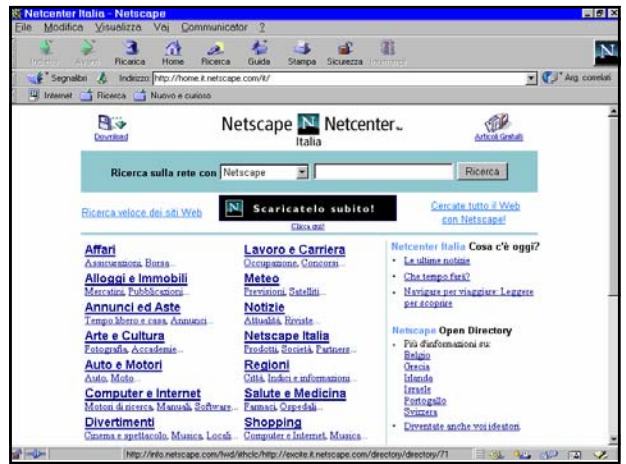 Netcenter Italia - Netscape
File Modifica Visualizza Vai Communicator ?
Ricarica Home Ricerca Guida Stampa Sicurezza
Segnalibri Indirizzo: http://home.it.netscape.com/it/ Arg. correlati
Internet Ricerca Nuovo e curioso
Download
Netscape N Netcenter
Italia
Articoli Gratuiti
Ricerca sulla rete con Netscape Ricerca
Ricerca veloce dei siti Web
N Scaricatelo subito!
Clicca qui!
Cercate tutto il Web
con Netscape!
Affari
Assicurazioni, Borsa...
Alloggi e Immobili
Mercatini, Pubblicazioni...
Annunci ed Aste
Tempo libero e casa, Annunci...
Arte e Cultura
Fotografia, Accademie...
Auto e Motori
Auto, Moto...
Computer e Internet
Motori di ricerca, Manuali, Software...
Divertimenti
Cinema e spettacolo, Musica, Locali...
Lavoro e Carriera
Occupazione, Concorsi...
Meteo
Previsioni, Satelliti...
Notizie
Attualità, Riviste...
Netscape Italia
Prodotti, Società, Partners...
Regioni
Città, Indici e informazioni...
Salute e Medicina
Farmaci, Ospedali...
Shopping
Computer e Internet, Musica...
Netcenter Italia Cosa c'è oggi?
• Le ultime notizie
• Che tempo farà?
• Navigare per viaggiare: Leggere
per scoprire
Netscape Open Directory
• Più d'informazioni su:
Belgio
Grecia
Irlanda
Israele
Portogallo
Svizzera
• Diventate anche voi idestori
http://info.netscape.com/fwd/ithclc/http://excite.it.netscape.com/directory/directory/71